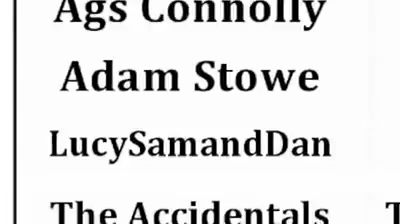 Ags Connolly
Adam Stowe
LucySamandDan
The Accidentals